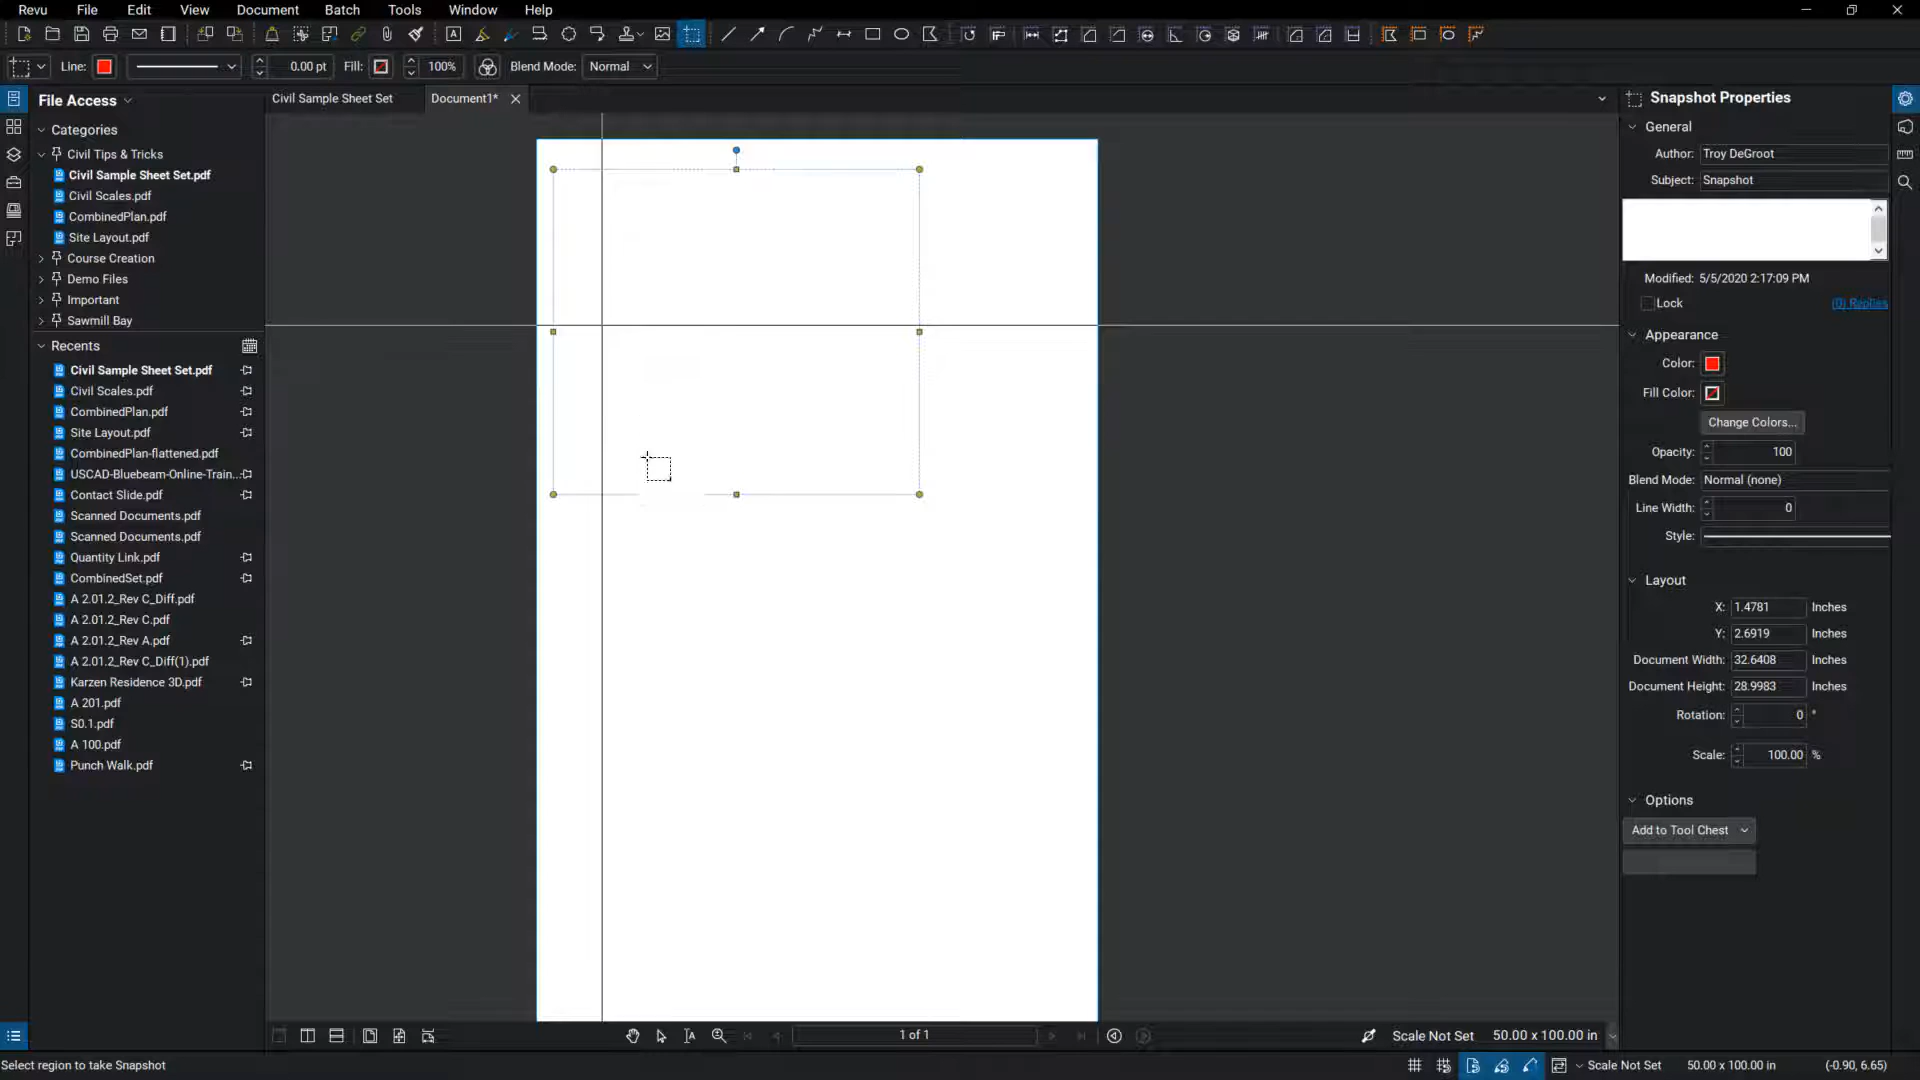 Revu File Edit View Document Batch Tools Window Help
Line: 0.00 pt Fill: 100% Blend Mode: Normal
File Access
Civil Sample Sheet Set Document1*
Categories
Civil Tips & Tricks
Civil Sample Sheet Set.pdf
Civil Scales.pdf
CombinedPlan.pdf
Site Layout.pdf
Course Creation
Demo Files
Important
Sawmill Bay
Recents
Civil Sample Sheet Set.pdf
Civil Scales.pdf
CombinedPlan.pdf
Site Layout.pdf
CombinedPlan-flattened.pdf
USCAD-Bluebeam-Online-Train...
Contact Slide.pdf
Scanned Documents.pdf
Scanned Documents.pdf
Quantity Link.pdf
CombinedSet.pdf
A 2.01.2_Rev C_Diff.pdf
A 2.01.2_Rev C.pdf
A 2.01.2_Rev A.pdf
A 2.01.2_Rev C_Diff(1).pdf
Karzen Residence 3D.pdf
A 201.pdf
S0.1.pdf
A 100.pdf
Punch Walk.pdf
Snapshot Properties
General
Author: Troy DeGroot
Subject: Snapshot
Modified: 5/5/2020 2:17:09 PM
Lock (0) Replies
Appearance
Color:
Fill Color:
Change Colors...
Opacity: 100
Blend Mode: Normal (none)
Line Width: 0
Style:
Layout
X: 1.4781 Inches
Y: 2.6919 Inches
Document Width: 32.6408 Inches
Document Height: 28.9983 Inches
Rotation: 0 °
Scale: 100.00 %
Options
Add to Tool Chest
1 of 1 Scale Not Set 50.00 x 100.00 in
Select region to take Snapshot Scale Not Set 50.00 x 100.00 in (-0.90, 6.65)